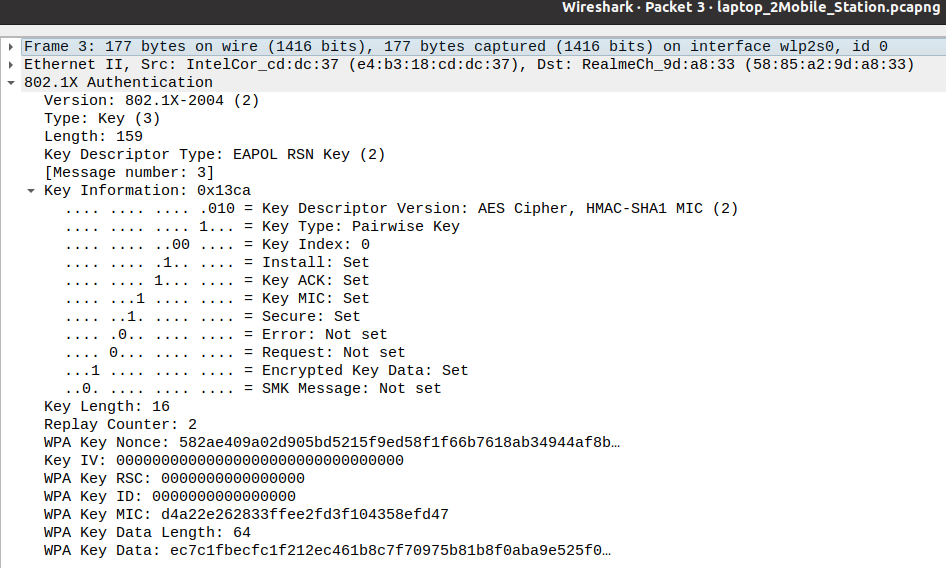 Wireshark · Packet 3 · laptop_2Mobile_Station.pcapng
Frame 3: 177 bytes on wire (1416 bits), 177 bytes captured (1416 bits) on interface wlp2s0, id 0
Ethernet II, Src: IntelCor_cd:dc:37 (e4:b3:18:cd:dc:37), Dst: RealmeCh_9d:a8:33 (58:85:a2:9d:a8:33)
802.1X Authentication
Version: 802.1X-2004 (2)
Type: Key (3)
Length: 159
Key Descriptor Type: EAPOL RSN Key (2)
[Message number: 3]
Key Information: 0x13ca
.... .... .... .010 = Key Descriptor Version: AES Cipher, HMAC-SHA1 MIC (2)
.... .... .... 1... = Key Type: Pairwise Key
.... .... ..00 .... = Key Index: 0
.... .... .1.. .... = Install: Set
.... .... 1... .... = Key ACK: Set
.... ...1 .... .... = Key MIC: Set
.... ..1. .... .... = Secure: Set
.... .0.. .... .... = Error: Not set
.... 0... .... .... = Request: Not set
...1 .... .... .... = Encrypted Key Data: Set
..0. .... .... .... = SMK Message: Not set
Key Length: 16
Replay Counter: 2
WPA Key Nonce: 582ae409a02d905bd5215f9ed58f1f66b7618ab34944af8b…
Key IV: 00000000000000000000000000000000
WPA Key RSC: 0000000000000000
WPA Key ID: 0000000000000000
WPA Key MIC: d4a22e262833ffee2fd3f104358efd47
WPA Key Data Length: 64
WPA Key Data: ec7c1fbecfc1f212ec461b8c7f70975b81b8f0aba9e525f0…